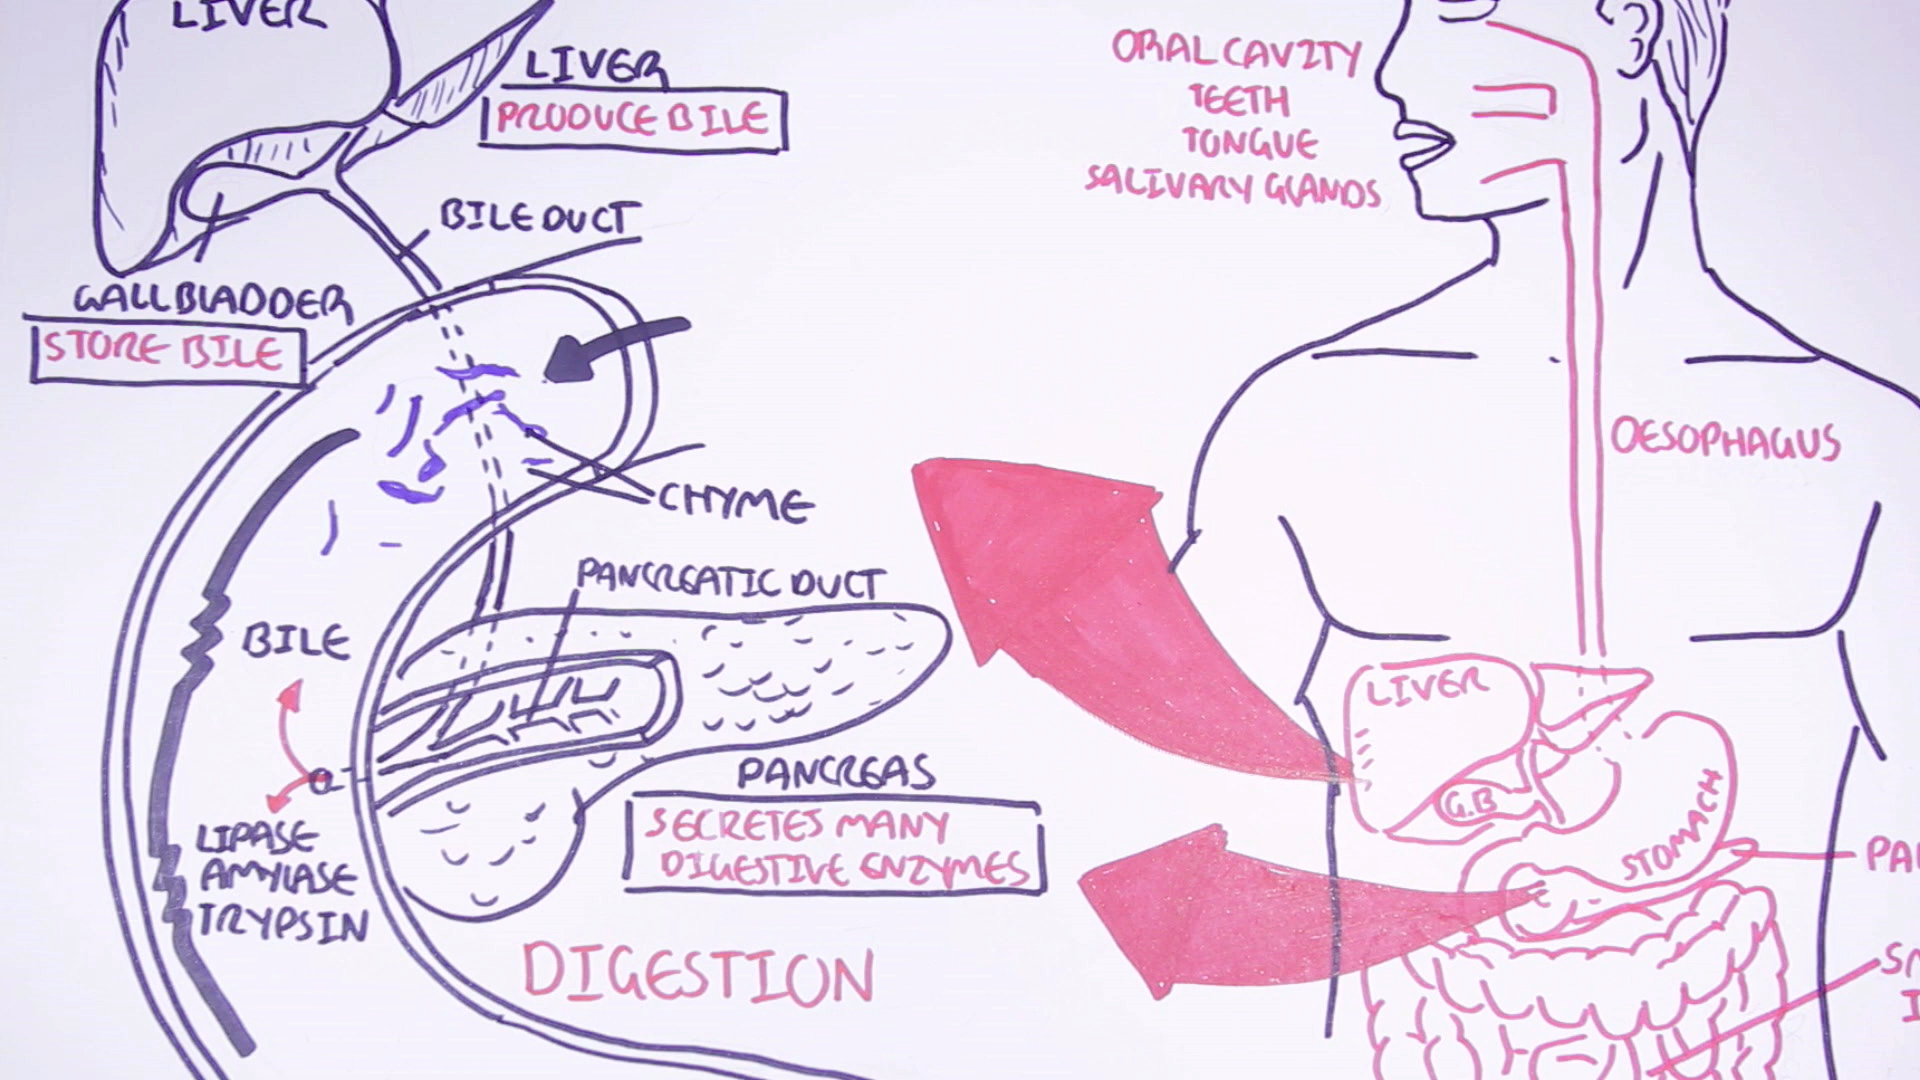 LIVER
LIVER
PRODUCE BILE
BILE DUCT
GALLBLADDER
STORE BILE
CHYME
PANCREATIC DUCT
BILE
PANCREAS
SECRETES MANY
DIGESTIVE ENZYMES
LIPASE
AMYLASE
TRYPSIN
DIGESTION
ORAL CAVITY
TEETH
TONGUE
SALIVARY GLANDS
OESOPHAGUS
LIVER
G.B
STOMACH